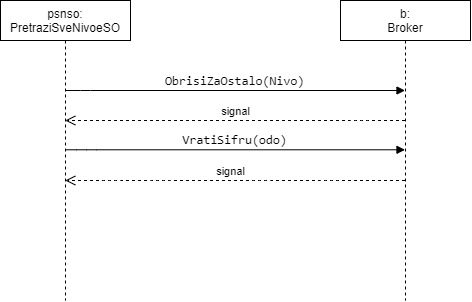 psnso:
PretraziSveNivoeSO
b:
Broker
ObrisiZaOstalo(Nivo)
signal
VratiSifru(odo)
signal